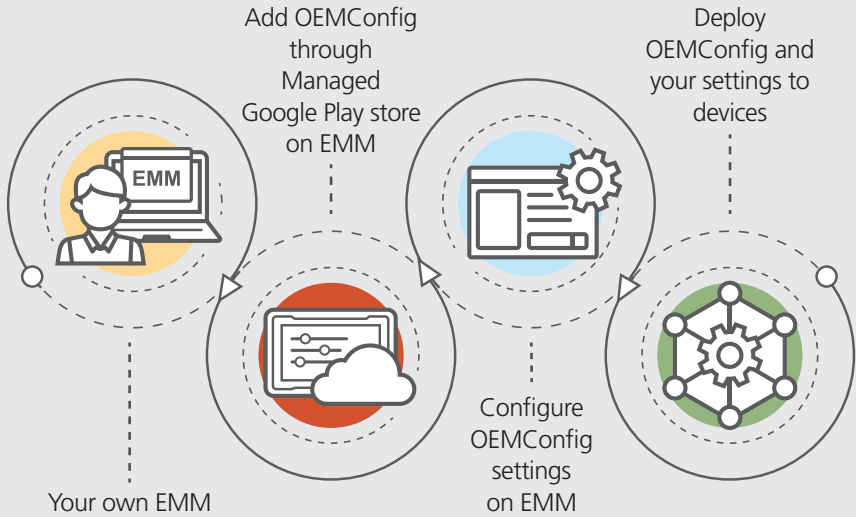 EMM
Your own EMM
Add OEMConfig
through
Managed
Google Play store
on EMM
Configure
OEMConfig
settings
on EMM
Deploy
OEMConfig and
your settings to
devices